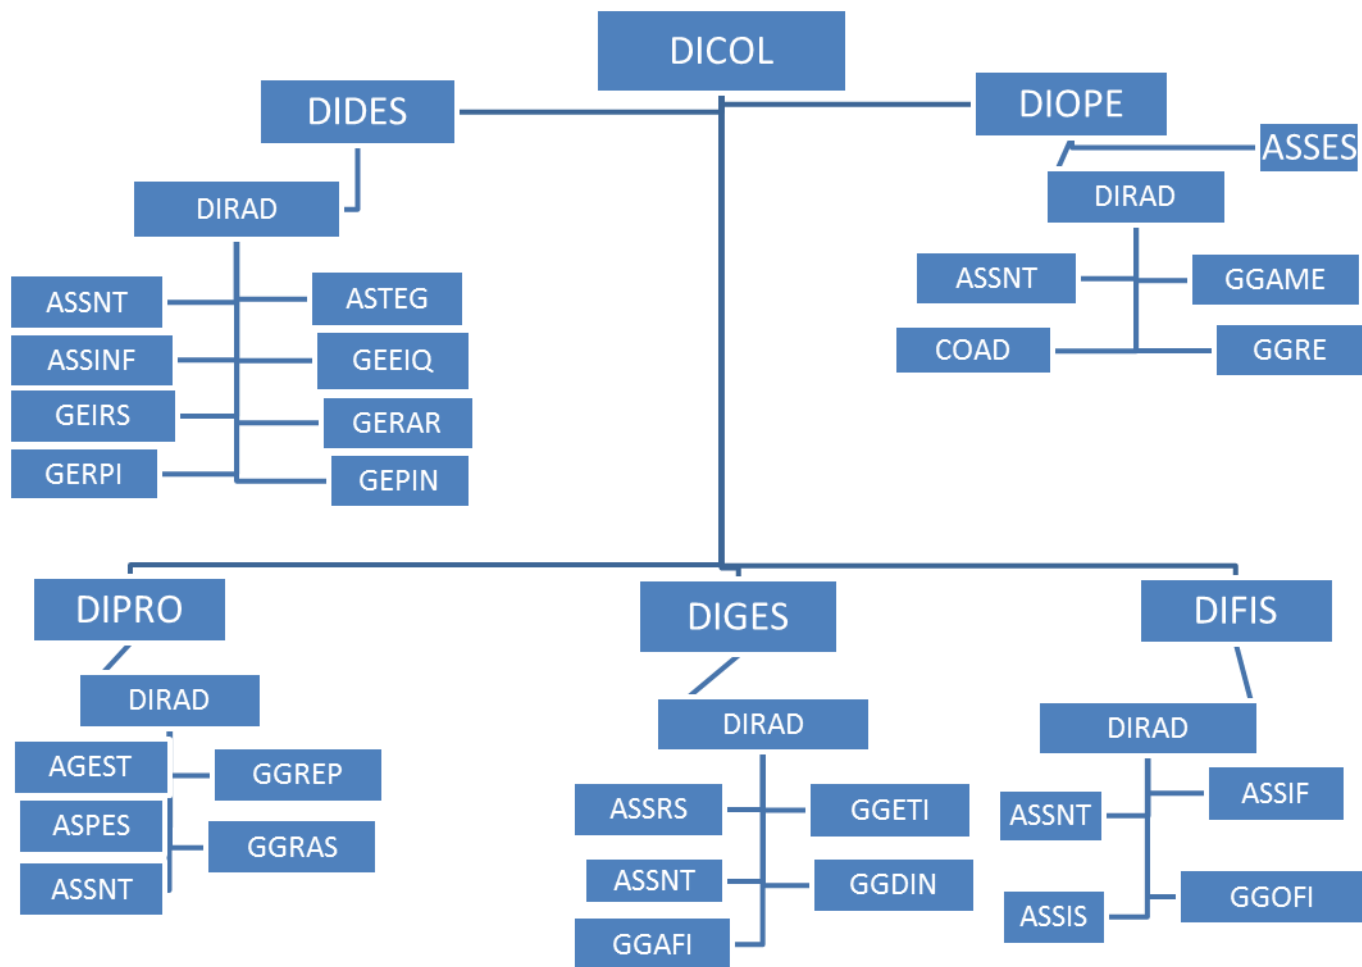 DICOL
DIDES
DIOPE
ASSES
DIRAD
DIRAD
ASSNT
ASTEG
ASSINF
GEEIQ
GEIRS
GERAR
GERPI
GEPIN
ASSNT
GGAME
COAD
GGRE
DIPRO
DIGES
DIFIS
DIRAD
AGEST
GGREP
ASPES
GGRAS
ASSNT
DIRAD
ASSRS
GGETI
ASSNT
GGDIN
GGAFI
DIRAD
ASSNT
ASSIF
ASSIS
GGOFI